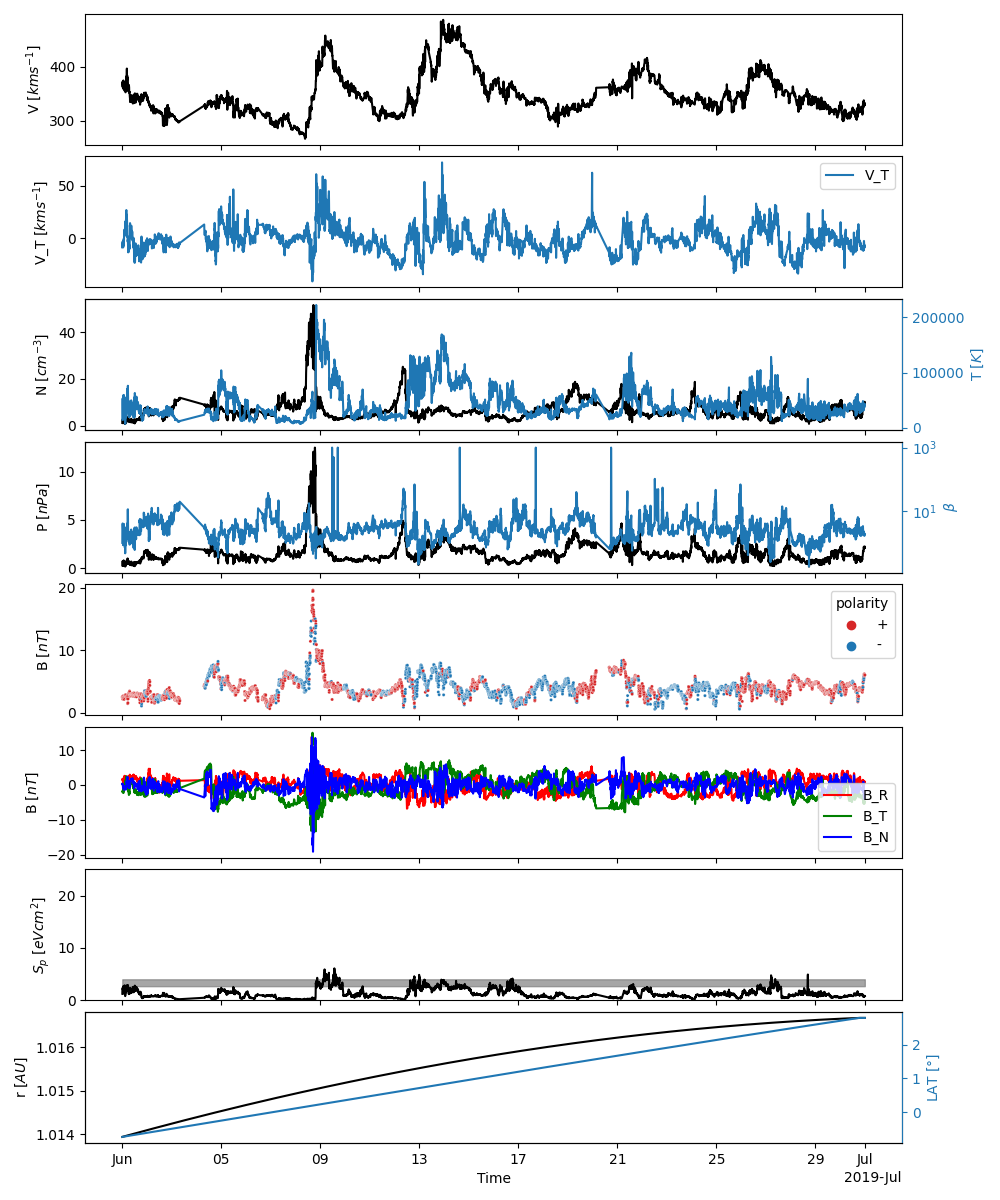 V [kms⁻¹]
400
300
V_T [kms⁻¹]
50
0
V_T
N [cm⁻³]
40
20
0
200000
100000
0
T [K]
P [nPa]
10
5
0
10³
10¹
β
B [nT]
20
10
0
polarity
+
-
B [nT]
10
0
−10
−20
B_R
B_T
B_N
Sₚ [eVcm²]
20
10
0
r [AU]
1.016
1.015
1.014
2
1
0
LAT [°]
Jun
05
09
13
17
21
25
29
Jul
Time
2019-Jul